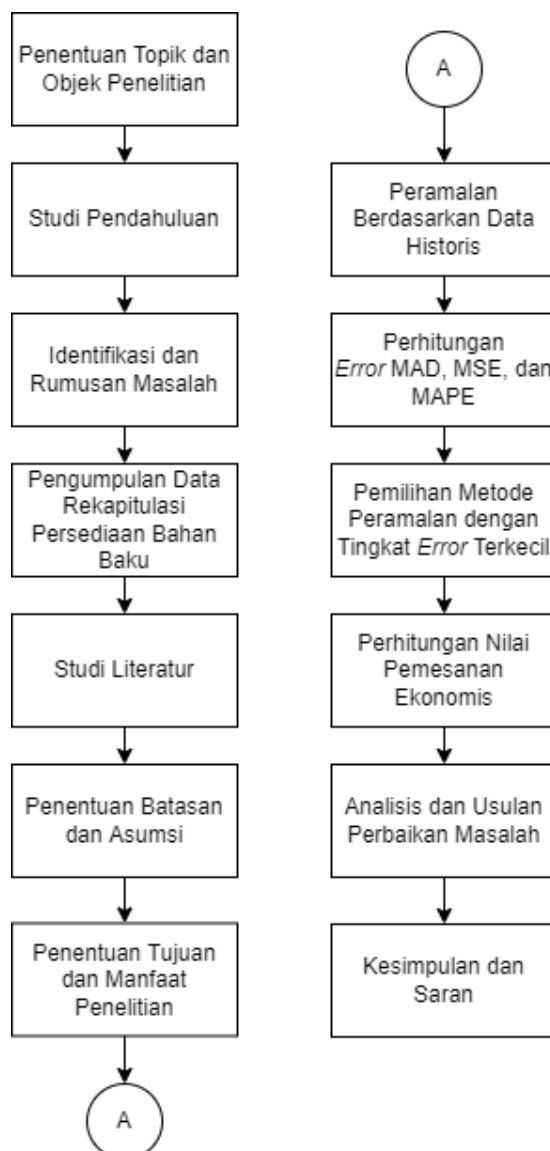 Penentuan Topik dan
Objek Penelitian
Studi Pendahuluan
Identifikasi dan
Rumusan Masalah
Pengumpulan Data
Rekapitulasi
Persediaan Bahan
Baku
Studi Literatur
Penentuan Batasan
dan Asumsi
Penentuan Tujuan
dan Manfaat
Penelitian
A
A
Peramalan
Berdasarkan Data
Historis
Perhitungan
Error MAD, MSE, dan
MAPE
Pemilihan Metode
Peramalan dengan
Tingkat Error Terkecil
Perhitungan Nilai
Pemesanan
Ekonomis
Analisis dan Usulan
Perbaikan Masalah
Kesimpulan dan
Saran